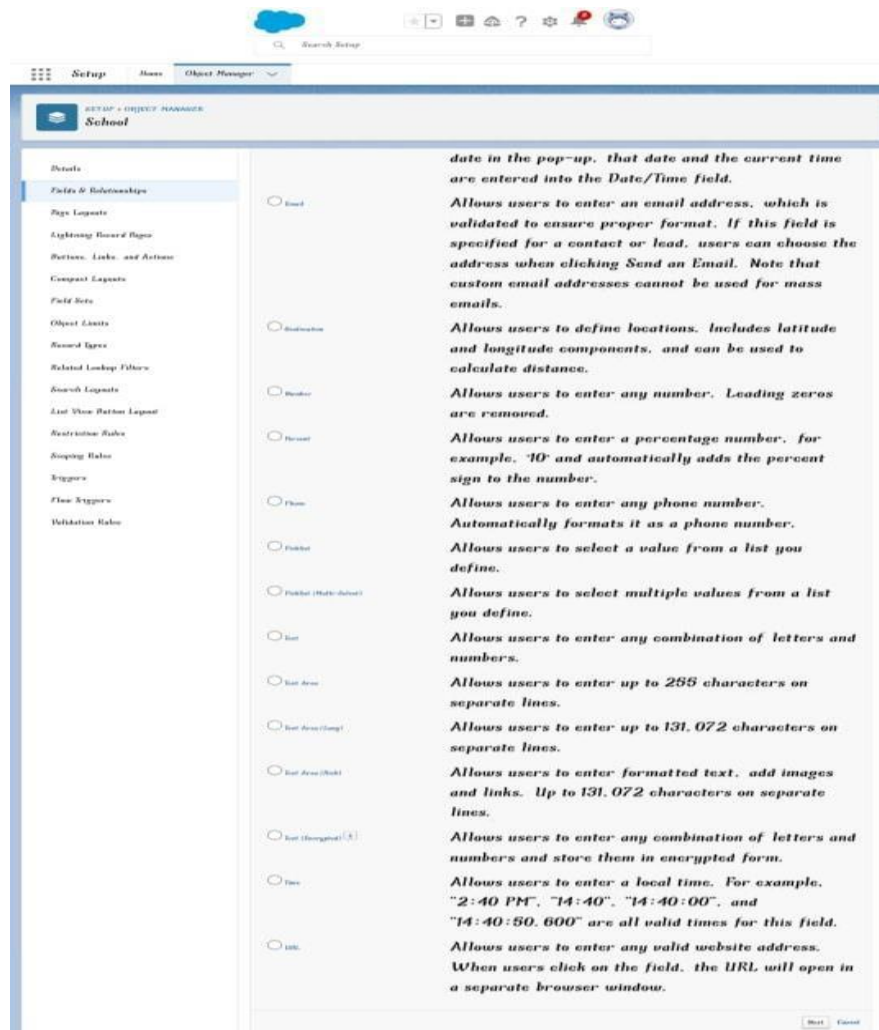 Search Setup
Setup
Home
Object Manager
SETUP > OBJECT MANAGER
School
Details
Fields & Relationships
Page Layouts
Lightning Record Pages
Buttons, Links, and Actions
Compact Layouts
Field Sets
Object Limits
Record Types
Related Lookup Filters
Search Layouts
List View Button Layout
Restriction Rules
Scoping Rules
Triggers
Flow Triggers
Validation Rules
date in the pop-up, that date and the current time
are entered into the Date/Time field.
Email
Allows users to enter an email address, which is
validated to ensure proper format. If this field is
specified for a contact or lead, users can choose the
address when clicking Send an Email. Note that
custom email addresses cannot be used for mass
emails.
Geolocation
Allows users to define locations. Includes latitude
and longitude components, and can be used to
calculate distance.
Number
Allows users to enter any number. Leading zeros
are removed.
Percent
Allows users to enter a percentage number, for
example, '10' and automatically adds the percent
sign to the number.
Phone
Allows users to enter any phone number.
Automatically formats it as a phone number.
Picklist
Allows users to select a value from a list you
define.
Picklist (Multi-Select)
Allows users to select multiple values from a list
you define.
Text
Allows users to enter any combination of letters and
numbers.
Text Area
Allows users to enter up to 255 characters on
separate lines.
Text Area (Long)
Allows users to enter up to 131,072 characters on
separate lines.
Text Area (Rich)
Allows users to enter formatted text, add images
and links. Up to 131,072 characters on separate
lines.
Text (Encrypted)
Allows users to enter any combination of letters and
numbers and store them in encrypted form.
Time
Allows users to enter a local time. For example,
"2:40 PM", "14:40", "14:40:00", and
"14:40:50.600" are all valid times for this field.
URL
Allows users to enter any valid website address.
When users click on the field, the URL will open in
a separate browser window.
Next
Cancel